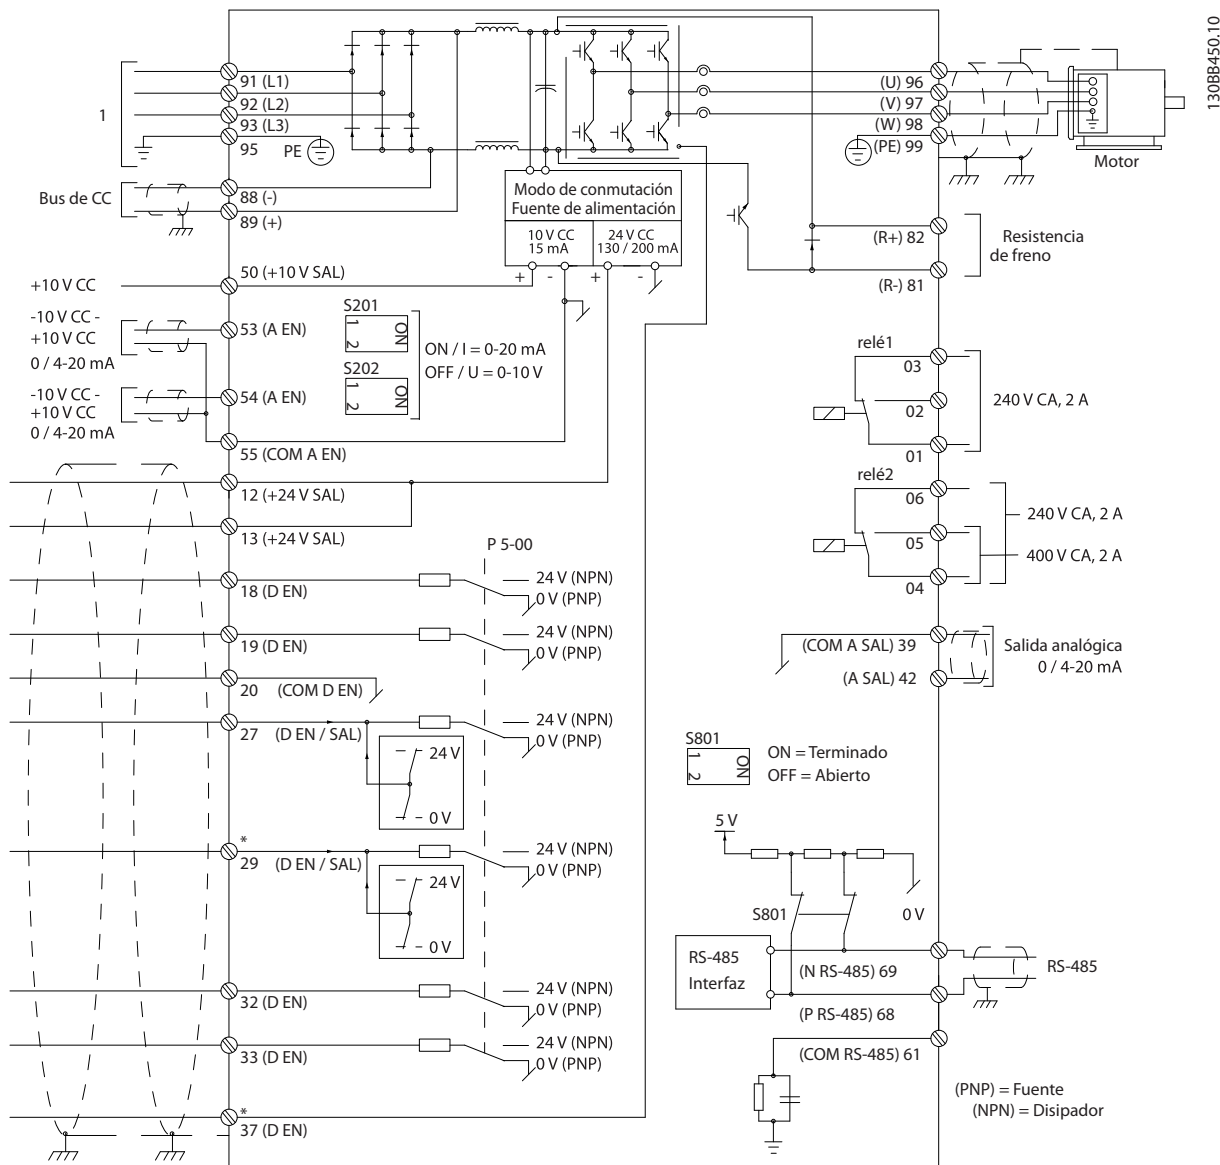 130BB450.10
1
91 (L1)
92 (L2)
93 (L3)
95
PE
Bus de CC
88 (-)
89 (+)
50 (+10 V SAL)
+10 V CC
-10 V CC -
+10 V CC
0 / 4-20 mA
53 (A EN)
-10 V CC -
+10 V CC
0 / 4-20 mA
54 (A EN)
55 (COM A EN)
12 (+24 V SAL)
13 (+24 V SAL)
18 (D EN)
19 (D EN)
20 (COM D EN)
27 (D EN / SAL)
*
29 (D EN / SAL)
32 (D EN)
33 (D EN)
*
37 (D EN)
Modo de conmutación
Fuente de alimentación
10 V CC
15 mA
24 V CC
130 / 200 mA
+ - + -
S201
1 2 ON
S202
1 2 ON
ON / I = 0-20 mA
OFF / U = 0-10 V
P 5-00
24 V (NPN)
0 V (PNP)
24 V (NPN)
0 V (PNP)
24 V (NPN)
0 V (PNP)
24 V
0 V
24 V (NPN)
0 V (PNP)
24 V
0 V
24 V (NPN)
0 V (PNP)
24 V (NPN)
0 V (PNP)
(U) 96
(V) 97
(W) 98
(PE) 99
Motor
(R+) 82
Resistencia
de freno
(R-) 81
relé1
03
02
01
240 V CA, 2 A
relé2
06
05
04
240 V CA, 2 A
400 V CA, 2 A
(COM A SAL) 39
(A SAL) 42
Salida analógica
0 / 4-20 mA
S801
1 2 ON
ON = Terminado
OFF = Abierto
5 V
S801
0 V
RS-485
Interfaz
(N RS-485) 69
(P RS-485) 68
RS-485
(COM RS-485) 61
(PNP) = Fuente
(NPN) = Disipador